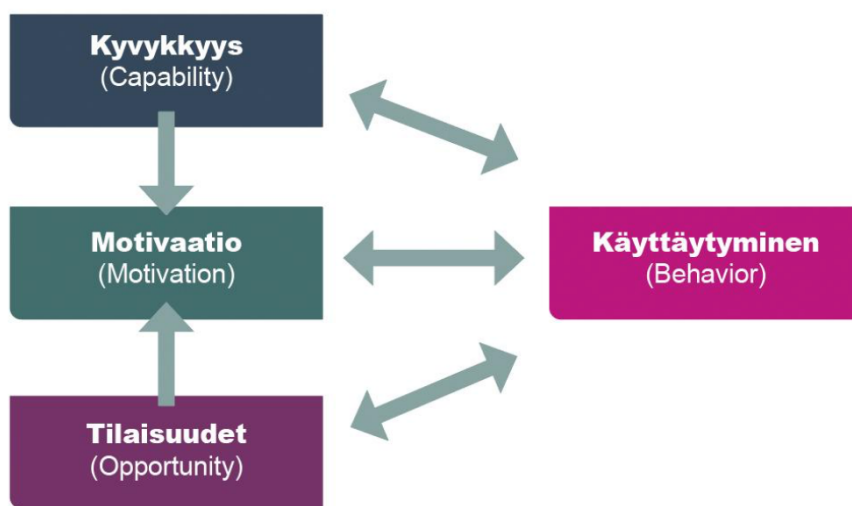 Kyvykkyys
(Capability)
Motivaatio
(Motivation)
Käyttäytyminen
(Behavior)
Tilaisuudet
(Opportunity)